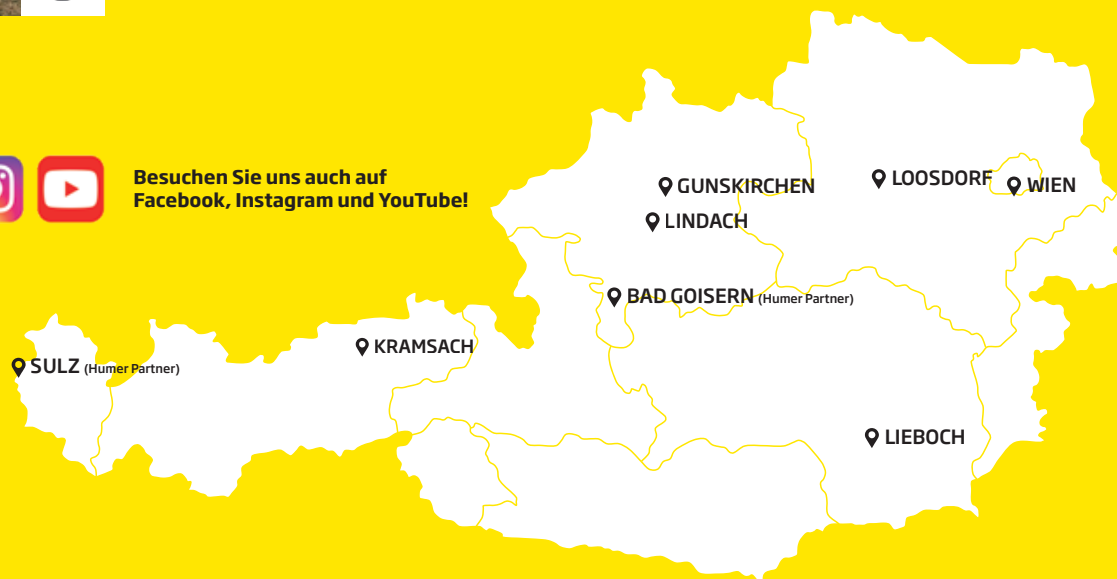 Besuchen Sie uns auch auf
Facebook, Instagram und YouTube!
GUNSKIRCHEN
LOOSDORF
WIEN
LINDACH
BAD GOISERN (Humer Partner)
KRAMSACH
SULZ (Humer Partner)
LIEBOCH